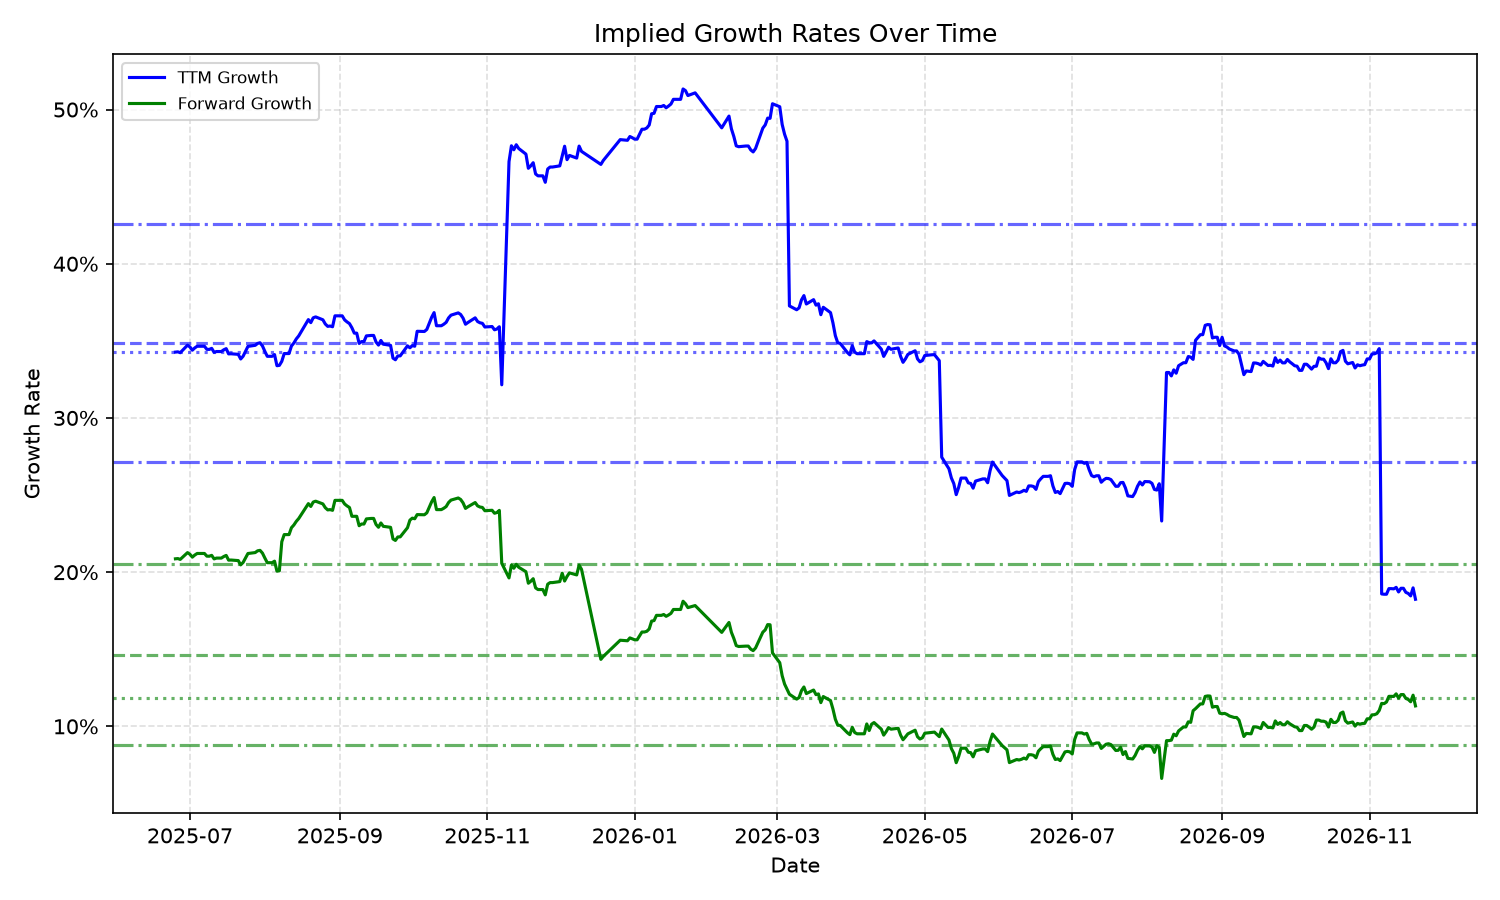 Implied Growth Rates Over Time
TTM Growth
Forward Growth
50%
40%
30%
20%
10%
Growth Rate
2025-07 2025-09 2025-11 2026-01 2026-03 2026-05 2026-07 2026-09 2026-11
Date